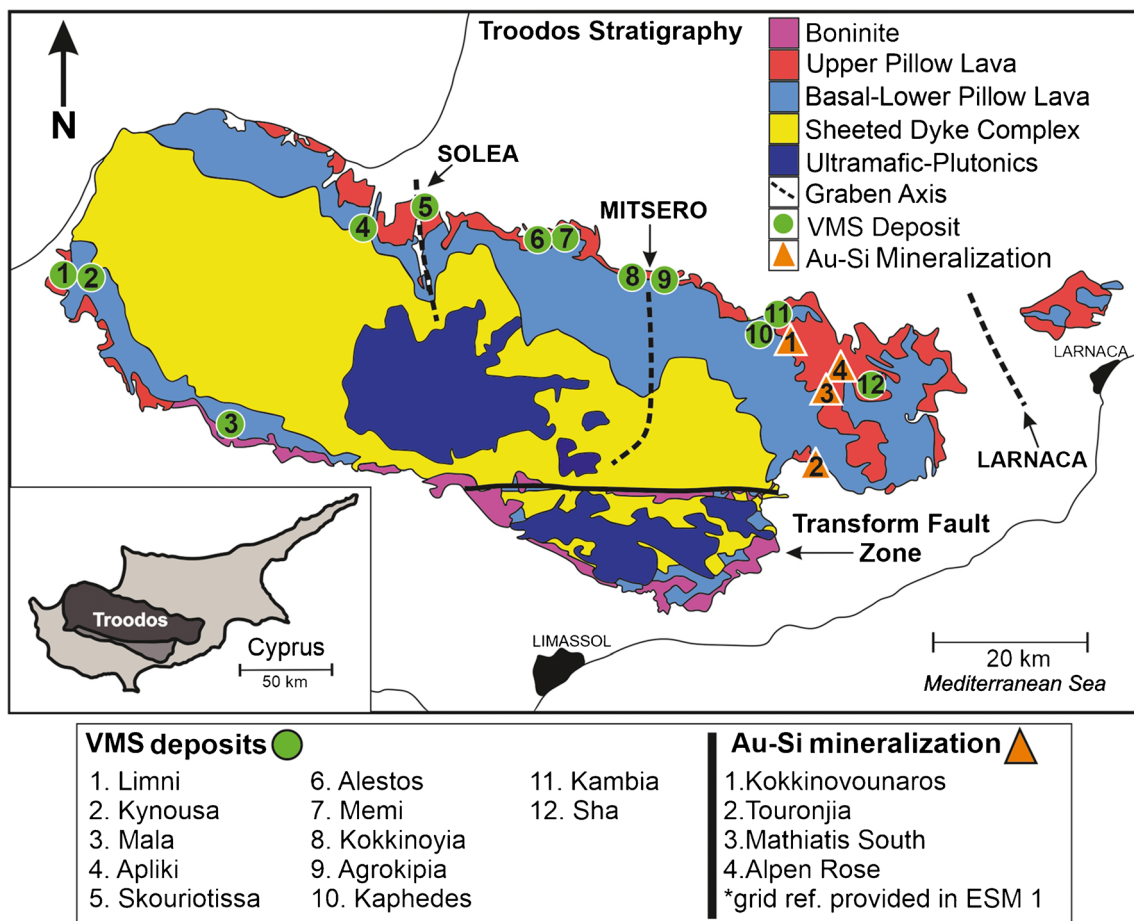 Troodos Stratigraphy
Boninite
Upper Pillow Lava
Basal-Lower Pillow Lava
Sheeted Dyke Complex
Ultramafic-Plutonics
Graben Axis
VMS Deposit
Au-Si Mineralization
N
SOLEA
MITSERO
1
2
3
4
5
6
7
8
9
10
11
12
1
2
3
4
LARNACA
LARNACA
Transform Fault
Zone
LIMASSOL
20 km
Mediterranean Sea
Troodos
Cyprus
50 km
VMS deposits
1. Limni
2. Kynousa
3. Mala
4. Apliki
5. Skouriotissa
6. Alestos
7. Memi
8. Kokkinoyia
9. Agrokipia
10. Kaphedes
11. Kambia
12. Sha
Au-Si mineralization
1.Kokkinovounaros
2.Touronjia
3.Mathiatis South
4.Alpen Rose
*grid ref. provided in ESM 1